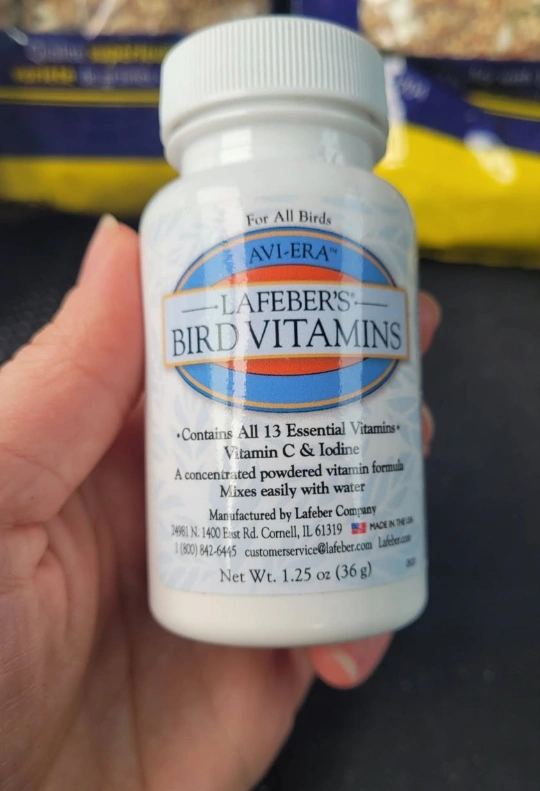 For All Birds
AVI-ERA™
LAFEBER'S®
BIRD VITAMINS
•Contains All 13 Essential Vitamins•
Vitamin C & Iodine
A concentrated powdered vitamin formula
Mixes easily with water
Manufactured by Lafeber Company
24981 N. 1400 East Rd. Cornell, IL 61319 MADE IN THE USA
1 (800) 842-6445 customerservice@lafeber.com Lafeber.com
Net Wt. 1.25 oz (36 g)